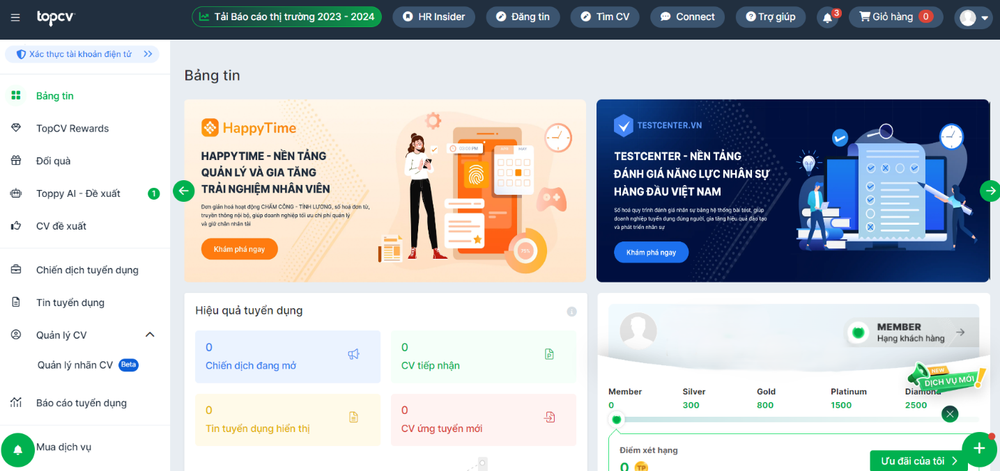 topcv
Tải Báo cáo thị trường 2023 - 2024
HR Insider
Đăng tin
Tìm CV
Connect
Trợ giúp
3
Giỏ hàng 0
Xác thực tài khoản điện tử
Bảng tin
TopCV Rewards
Đổi quà
Toppy AI - Đề xuất 1
CV đề xuất
Chiến dịch tuyển dụng
Tin tuyển dụng
Quản lý CV
Quản lý nhãn CV Beta
Báo cáo tuyển dụng
Mua dịch vụ
Bảng tin
HappyTime
HAPPYTIME - NỀN TẢNG
QUẢN LÝ VÀ GIA TĂNG
TRẢI NGHIỆM NHÂN VIÊN
Đơn giản hoá hoạt động CHẤM CÔNG - TÍNH LƯƠNG, số hoá đơn từ,
truyền thông nội bộ, giúp doanh nghiệp tối ưu chi phí quản lý
và giữ chân nhân tài
Khám phá ngay
03:09 PM
APR MAY
75%
TESTCENTER.VN
TESTCENTER - NỀN TẢNG
ĐÁNH GIÁ NĂNG LỰC NHÂN SỰ
HÀNG ĐẦU VIỆT NAM
Số hoá quy trình đánh giá nhân sự bằng hệ thống bài test, giúp
doanh nghiệp tuyển dụng đúng người, gia tăng hiệu quả đào tạo
và phát triển nhân sự
Khám phá ngay
Hiệu quả tuyển dụng
0
Chiến dịch đang mở
0
CV tiếp nhận
0
Tin tuyển dụng hiển thị
0
CV ứng tuyển mới
MEMBER
Hạng khách hàng
NEW
DỊCH VỤ MỚI
Member Silver Gold Platinum Diamond
0 300 800 1500 2500
Điểm xét hạng
0 TP
Ưu đãi của tôi